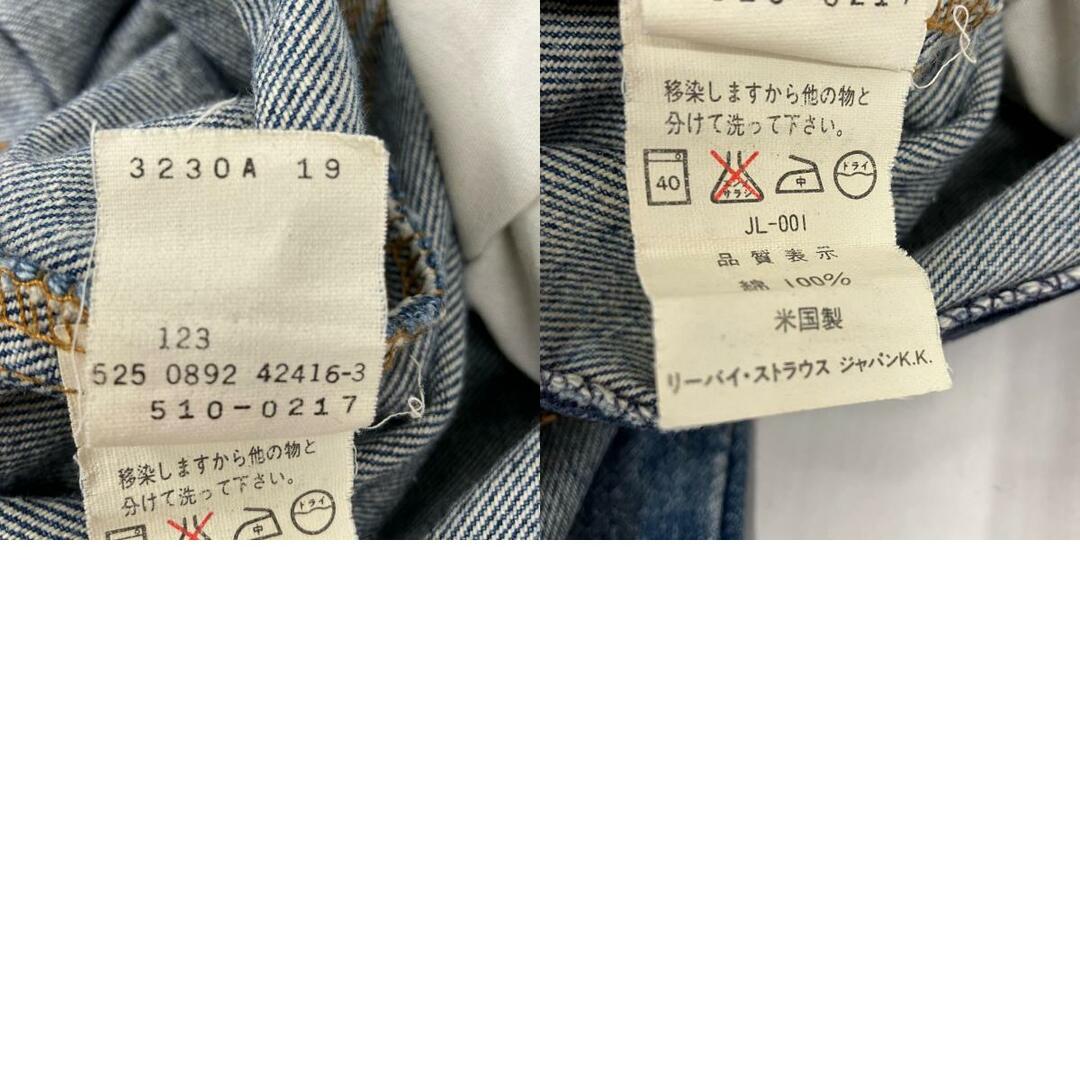 3230A 19
123
525 0892 42416-3
510-0217
移染しますから他の物と
分けて洗って下さい。
中
ドライ
移染しますから他の物と
分けて洗って下さい。
40
エンソ
サラシ
中
ドライ
JL-001
品質表示
綿 100%
米国製
リーバイ・ストラウス ジャパンK.K.